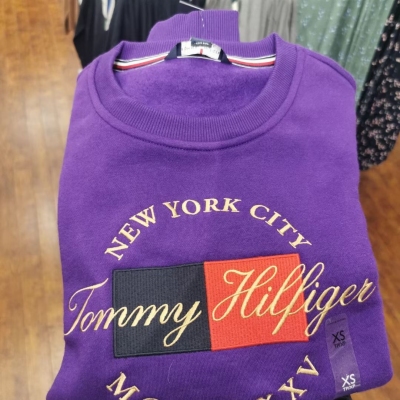 NEW YORK CITY
Tommy Hilfiger
XS
XS